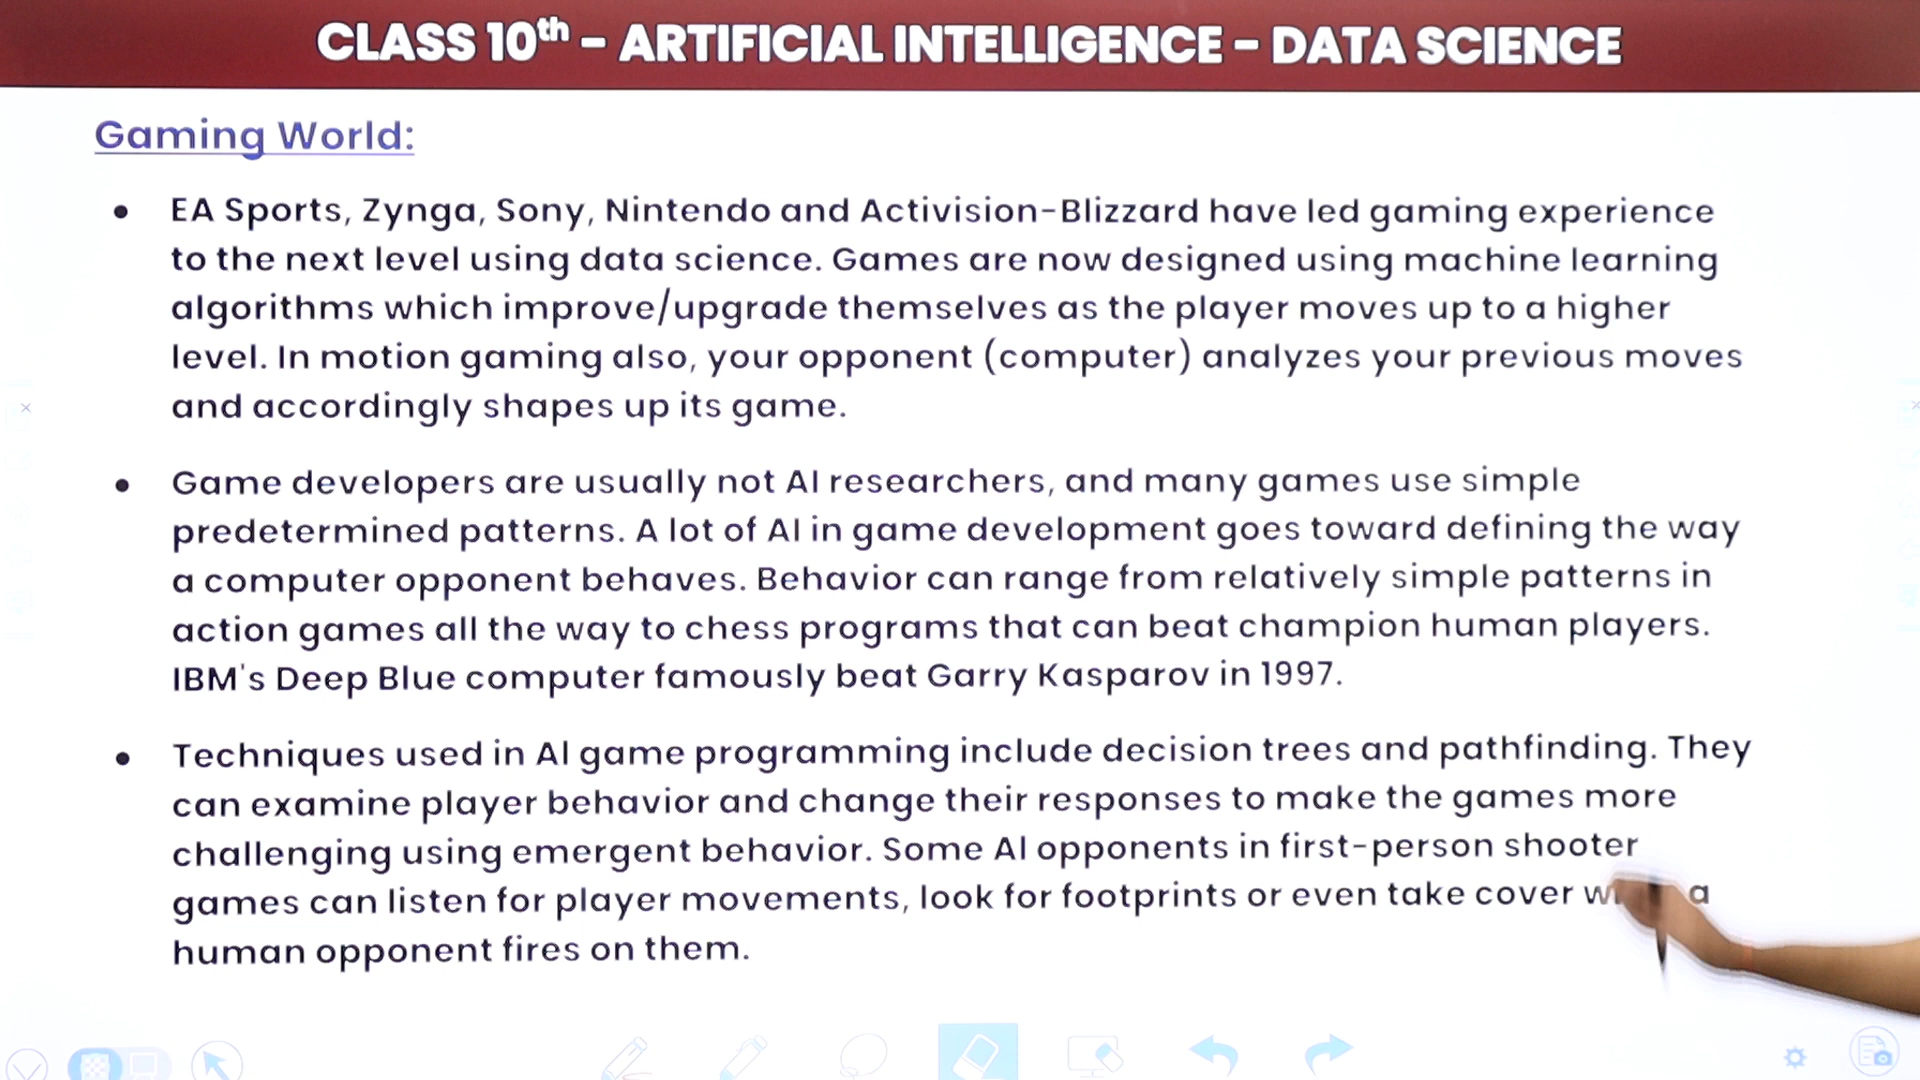 CLASS 10th - ARTIFICIAL INTELLIGENCE - DATA SCIENCE
Gaming World:
• EA Sports, Zynga, Sony, Nintendo and Activision-Blizzard have led gaming experience
to the next level using data science. Games are now designed using machine learning
algorithms which improve/upgrade themselves as the player moves up to a higher
level. In motion gaming also, your opponent (computer) analyzes your previous moves
and accordingly shapes up its game.
• Game developers are usually not AI researchers, and many games use simple
predetermined patterns. A lot of AI in game development goes toward defining the way
a computer opponent behaves. Behavior can range from relatively simple patterns in
action games all the way to chess programs that can beat champion human players.
IBM's Deep Blue computer famously beat Garry Kasparov in 1997.
• Techniques used in AI game programming include decision trees and pathfinding. They
can examine player behavior and change their responses to make the games more
challenging using emergent behavior. Some AI opponents in first-person shooter
games can listen for player movements, look for footprints or even take cover a
human opponent fires on them.